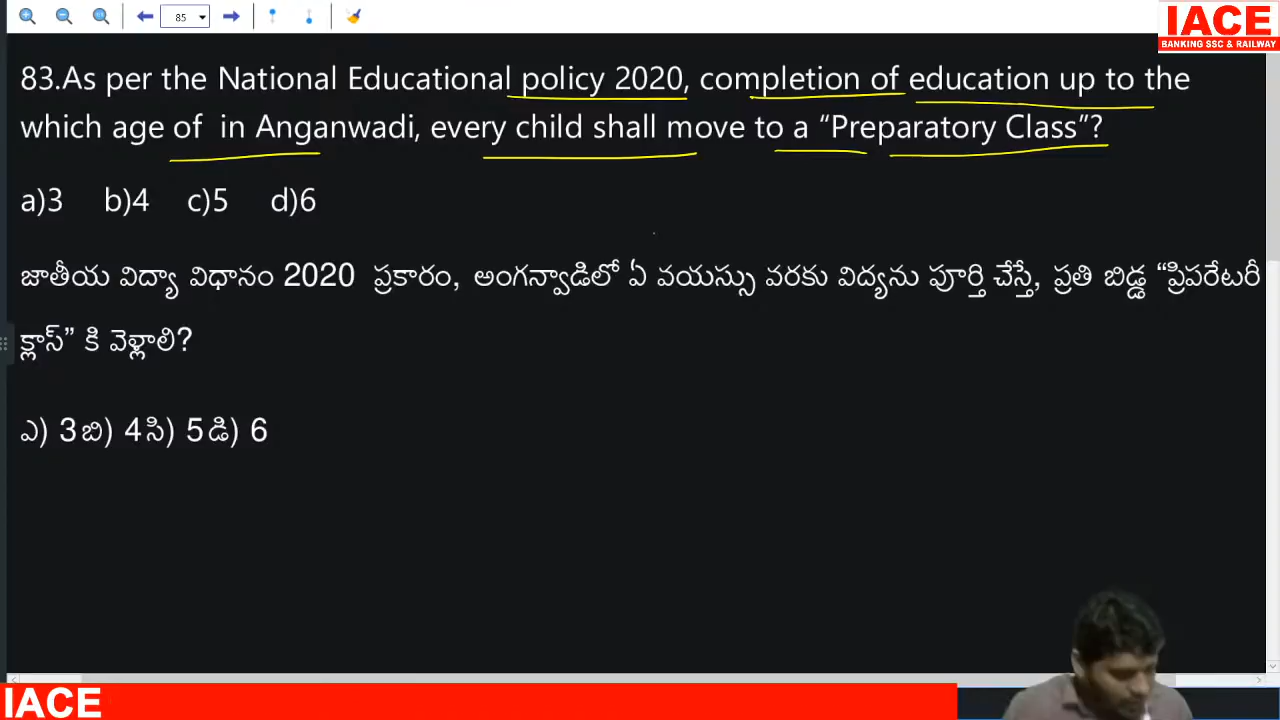 85
IACE
BANKING SSC & RAILWAY
83.As per the National Educational policy 2020, completion of education up to the
which age of in Anganwadi, every child shall move to a “Preparatory Class”?
a)3 b)4 c)5 d)6
జాతీయ విద్యా విధానం 2020 ప్రకారం, అంగన్వాడిలో ఏ వయస్సు వరకు విద్యను పూర్తి చేస్తే, ప్రతి బిడ్డ “ప్రిపరేటరీ
క్లాస్” కి వెళ్లాలి?
ఎ) 3బి) 4సి) 5డి) 6
IACE